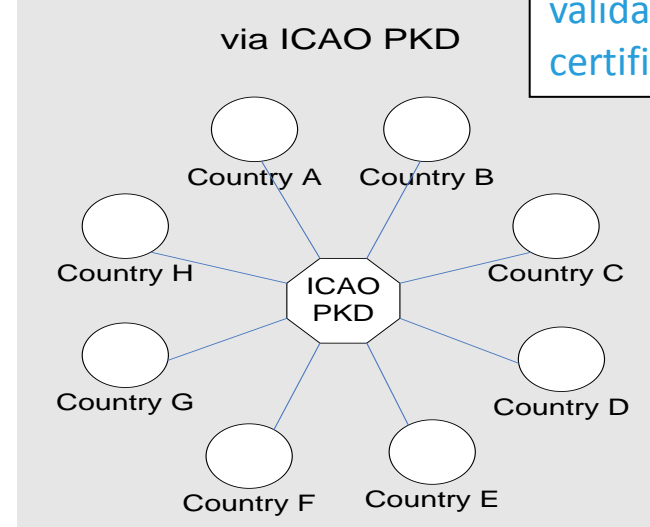 valida
certifi
via ICAO PKD
Country A
Country B
Country H
Country C
ICAO
PKD
Country G
Country D
Country F
Country E